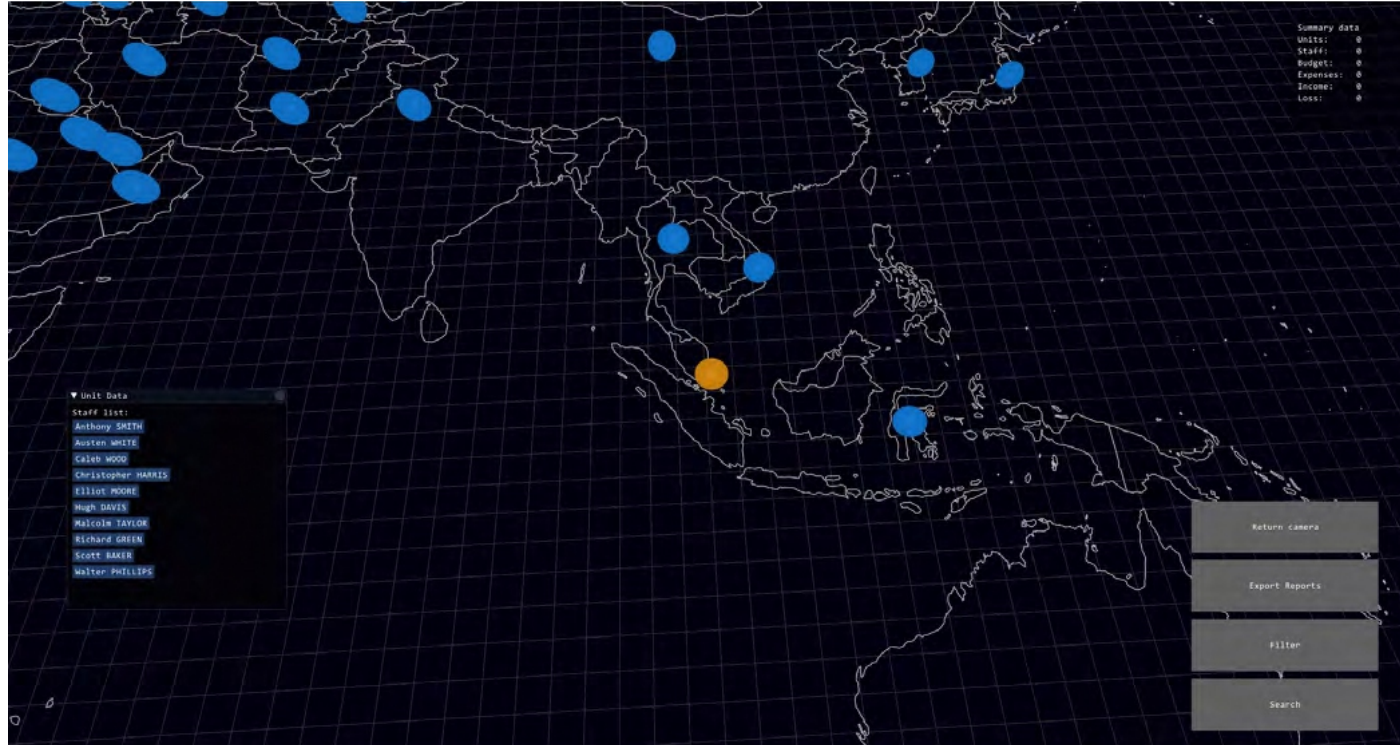 Summary data
Units: 0
Staff: 0
Budget: 0
Expenses: 0
Income: 0
Loss: 0
▼ Unit Data
Staff list:
Anthony SMITH
Austen WHITE
Caleb WOOD
Christopher HARRIS
Elliot MOORE
Hugh DAVIS
Malcolm TAYLOR
Richard GREEN
Scott BAKER
Walter PHILLIPS
Return camera
Export Reports
Filter
Search